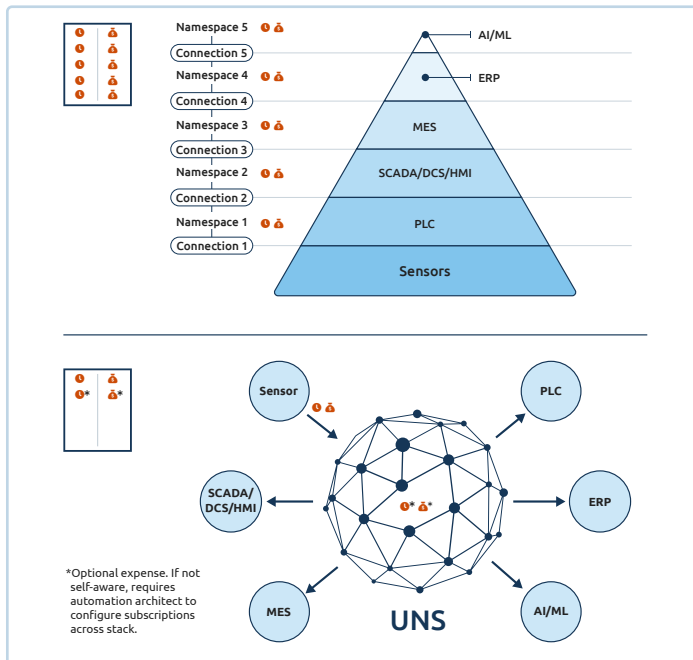 Namespace 5
Connection 5
Namespace 4
Connection 4
Namespace 3
Connection 3
Namespace 2
Connection 2
Namespace 1
Connection 1
AI/ML
ERP
MES
SCADA/DCS/HMI
PLC
Sensors
*
*
Sensor
PLC
SCADA/
DCS/HMI
* *
ERP
MES
UNS
AI/ML
*Optional expense. If not
self-aware, requires
automation architect to
configure subscriptions
across stack.